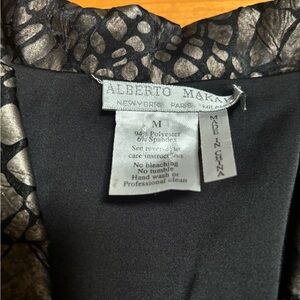 ALBERTO MAKALI
NEW YORK PARIS MILAN
M
94% Polyester
6% Spandex
See reverse for
care instructions
No bleaching
No tumble
Hand wash or
Professional clean
MADE IN CHINA